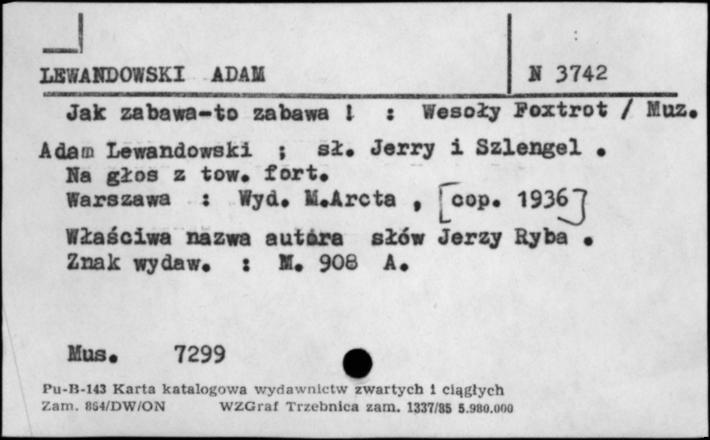 LEWANDOWSKI ADAM N 3742
Jak zabawa-to zabawa ! : Wesoły Foxtrot / Muz.
Adam Lewandowski ; sł. Jerry i Szlengel .
Na głos z tow. fort.
Warszawa : Wyd. M.Arcta , [cop. 1936]
Właściwa nazwa autora słów Jerzy Ryba .
Znak wydaw. : M. 908 A.
Mus. 7299
Pu-B-143 Karta katalogowa wydawnictw zwartych i ciągłych
Zam. 864/DW/ON WZGraf Trzebnica zam. 1337/85 5.980.000